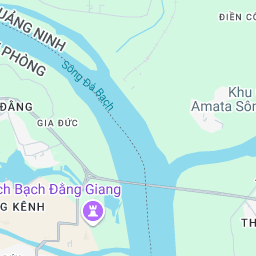 ĐIỀN CÔ
UẢNG NINH
PHÒNG
Sông Đá Bạch
Khu
Amata Sôn
ĐẰNG
GIA ĐỨC
ch Bạch Đằng Giang
G KÊNH
TH